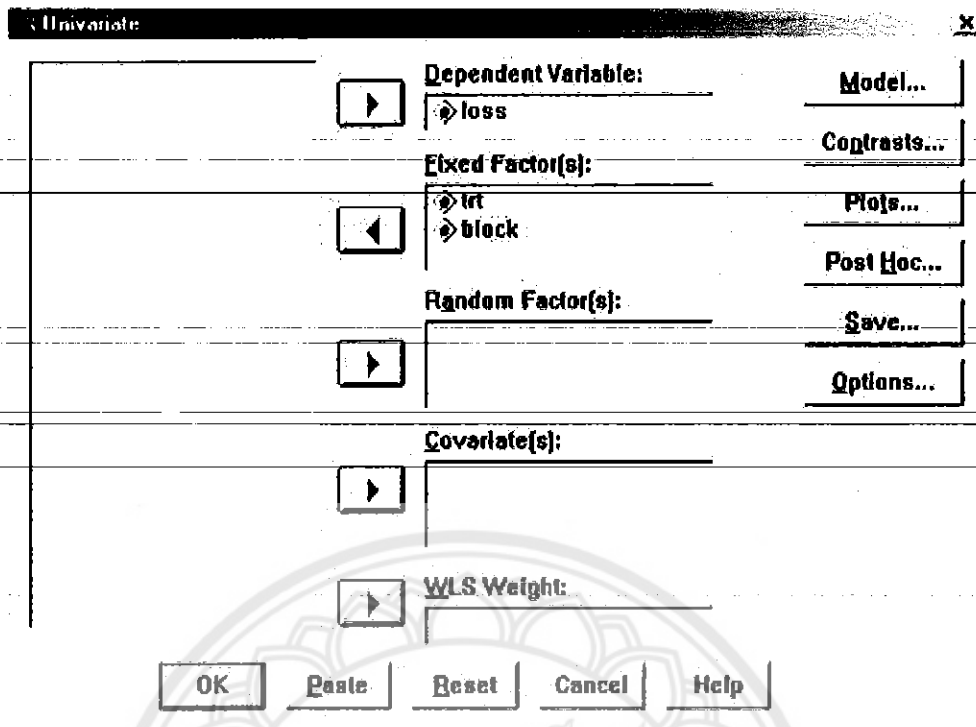 Univariate
Dependent Variable:
loss
Fixed Factor(s):
trt
block
Random Factor(s):
Covariate(s):
WLS Weight:
Model...
Contrasts...
Plots...
Post Hoc...
Save...
Options...
OK
Paste
Reset
Cancel
Help